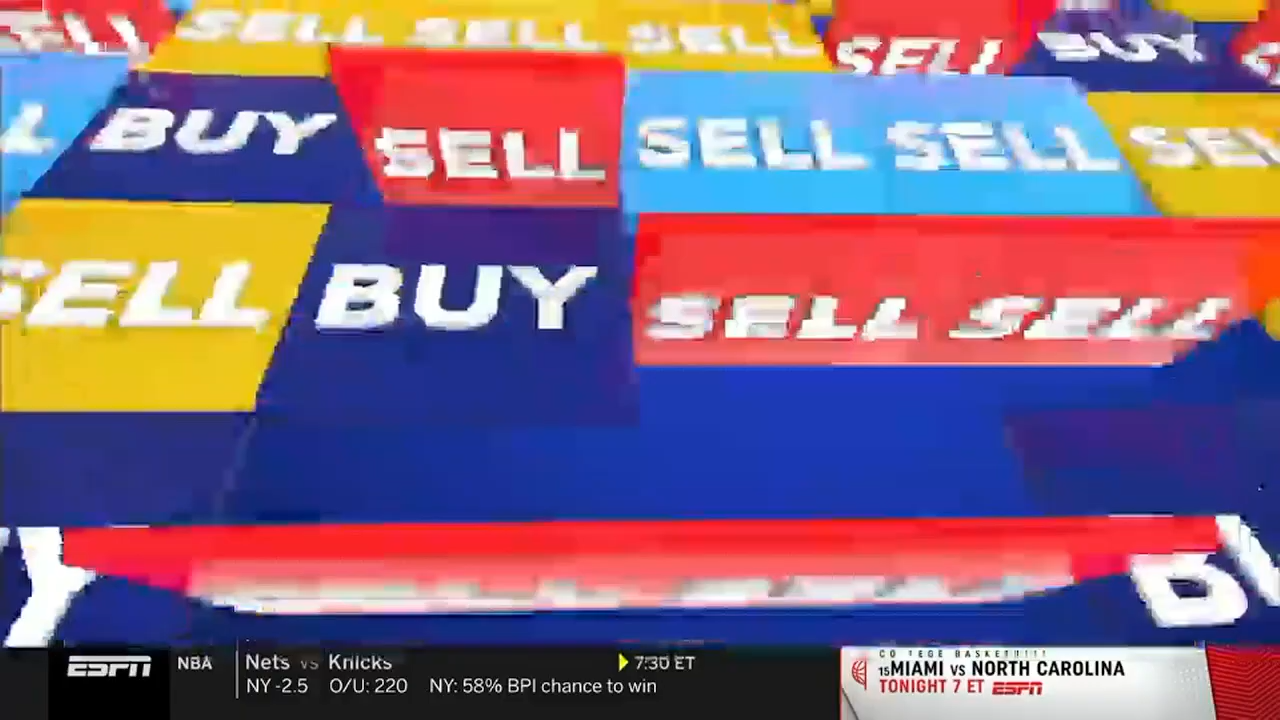 SELL SELL SELL SELL SELL BUY
BUY SELL SELL SELL
SELL BUY SELL SELL
ESPN NBA Nets vs Knicks 7:30 ET
NY -2.5 O/U: 220 NY: 58% BPI chance to win
15 MIAMI VS NORTH CAROLINA
TONIGHT 7 ET ESPN